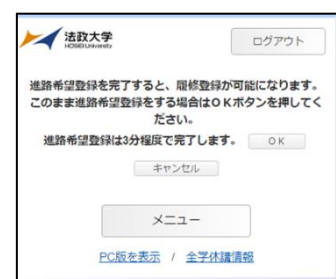 法政大学
HOSEI University
ログアウト
進路希望登録を完了すると、履修登録が可能になります。
このまま進路希望登録をする場合はＯＫボタンを押してく
ださい。
進路希望登録は3分程度で完了します。 ＯＫ
キャンセル
メニュー
PC版を表示 / 全学休講情報